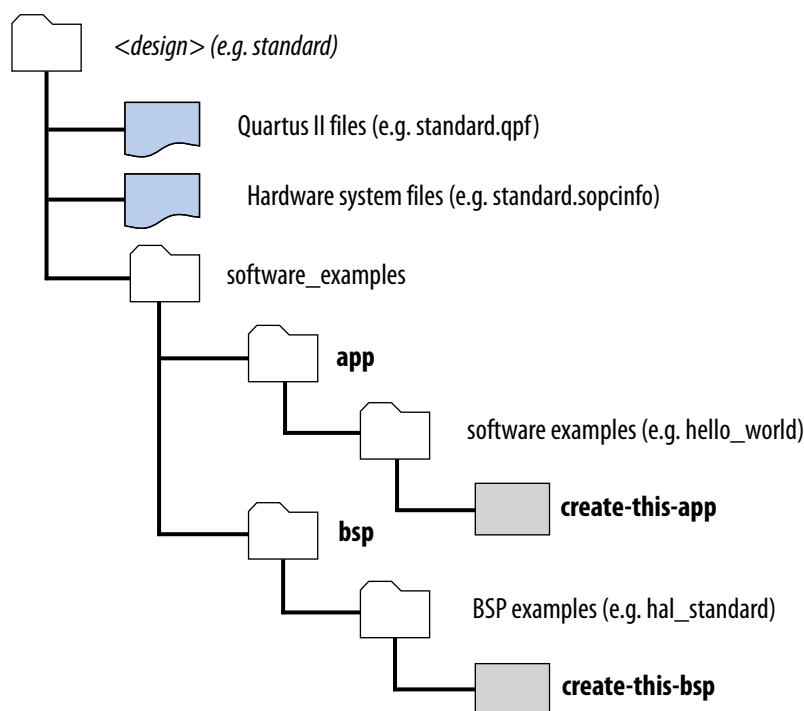 <design> (e.g. standard)
Quartus II files (e.g. standard.qpf)
Hardware system files (e.g. standard.sopcinfo)
software_examples
app
software examples (e.g. hello_world)
create-this-app
bsp
BSP examples (e.g. hal_standard)
create-this-bsp